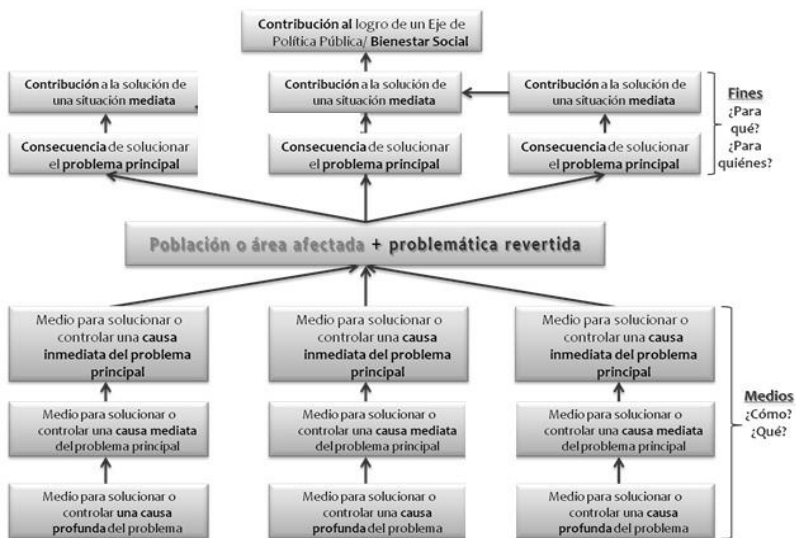 Contribución al logro de un Eje de
Política Pública/ Bienestar Social
Contribución a la solución de
una situación mediata
Contribución a la solución de
una situación mediata
Contribución a la solución de
una situación mediata
Fines
¿Para
qué?
¿Para
quiénes?
Consecuencia de solucionar
el problema principal
Consecuencia de solucionar
el problema principal
Consecuencia de solucionar
el problema principal
Población o área afectada + problemática revertida
Medio para solucionar o
controlar una causa
inmediata del problema
principal
Medio para solucionar o
controlar una causa
inmediata del problema
principal
Medio para solucionar o
controlar una causa
inmediata del problema
principal
Medio para solucionar o
controlar una causa mediata
del problema principal
Medio para solucionar o
controlar una causa mediata
del problema principal
Medio para solucionar o
controlar una causa mediata
del problema principal
Medios
¿Cómo?
¿Qué?
Medio para solucionar o
controlar una causa
profunda del problema
Medio para solucionar o
controlar una causa
profunda del problema
Medio para solucionar o
controlar una causa
profunda del problema